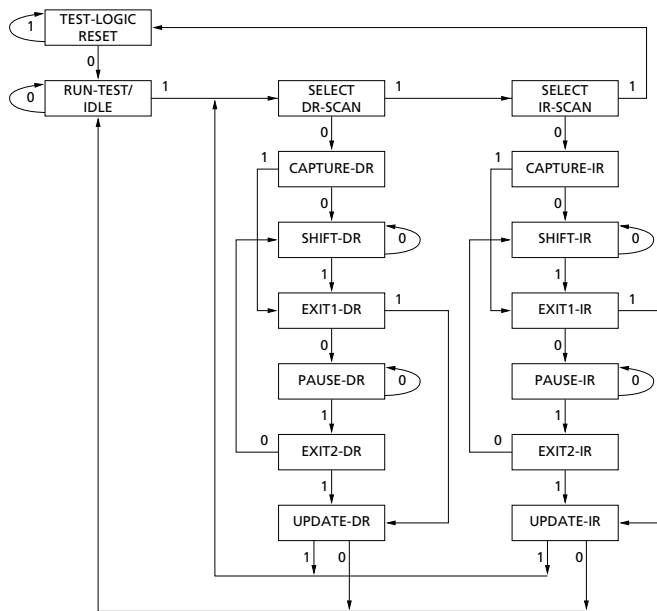 TEST-LOGIC
RESET
1
0
RUN-TEST/
IDLE
0
1
SELECT
DR-SCAN
1
SELECT
IR-SCAN
1
0
0
1
CAPTURE-DR
1
CAPTURE-IR
0
0
SHIFT-DR
0
SHIFT-IR
0
1
1
EXIT1-DR
1
EXIT1-IR
1
0
0
PAUSE-DR
0
PAUSE-IR
0
1
1
0
EXIT2-DR
0
EXIT2-IR
1
1
UPDATE-DR
UPDATE-IR
1
0
1
0